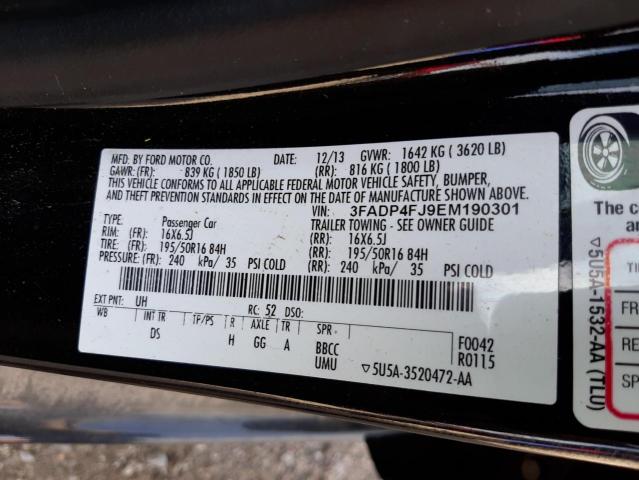 MFD. BY FORD MOTOR CO. DATE: 12/13 GVWR: 1642 KG ( 3620 LB)
GAWR: (FR): 839 KG ( 1850 LB) (RR): 816 KG ( 1800 LB)
THIS VEHICLE CONFORMS TO ALL APPLICABLE FEDERAL MOTOR VEHICLE SAFETY, BUMPER,
AND THEFT PREVENTION STANDARDS IN EFFECT ON THE DATE OF MANUFACTURE SHOWN ABOVE.
VIN: 3FADP4FJ9EM190301
TYPE: Passenger Car TRAILER TOWING - SEE OWNER GUIDE
RIM: (FR): 16X6.5J (RR): 16X6.5J
TIRE: (FR): 195/50R16 84H (RR): 195/50R16 84H
PRESSURE: (FR): 240 kPa/ 35 PSI COLD (RR): 240 kPa/ 35 PSI COLD
EXT PNT: UH RC: 52 DSO:
WB INT TR TP/PS R AXLE TR SPR
DS H GG A BBCC
UMU
F0042
R0115
▽5U5A-3520472-AA
▽5U5A-1532-AA (TLU)
The c
au
TI
FR
RE
SP